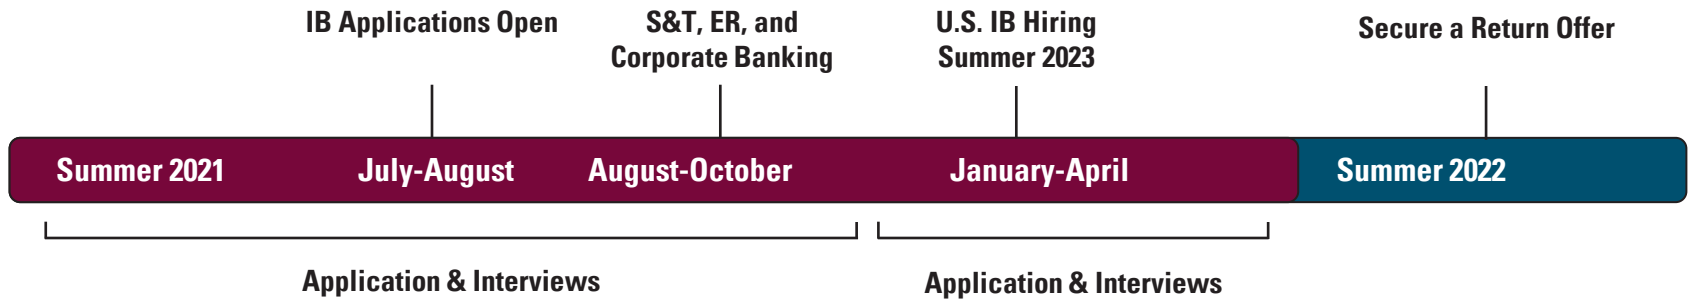 IB Applications Open
S&T, ER, and
Corporate Banking
U.S. IB Hiring
Summer 2023
Secure a Return Offer
Summer 2021
July-August
August-October
January-April
Summer 2022
Application & Interviews
Application & Interviews